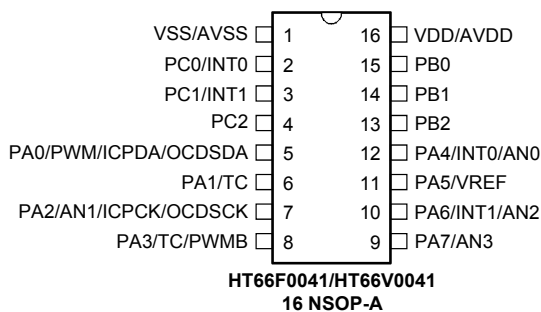 VSS/AVSS 1 16 VDD/AVDD
PC0/INT0 2 15 PB0
PC1/INT1 3 14 PB1
PC2 4 13 PB2
PA0/PWM/ICPDA/OCDSDA 5 12 PA4/INT0/AN0
PA1/TC 6 11 PA5/VREF
PA2/AN1/ICPCK/OCDSCK 7 10 PA6/INT1/AN2
PA3/TC/PWMB 8 9 PA7/AN3
HT66F0041/HT66V0041
16 NSOP-A